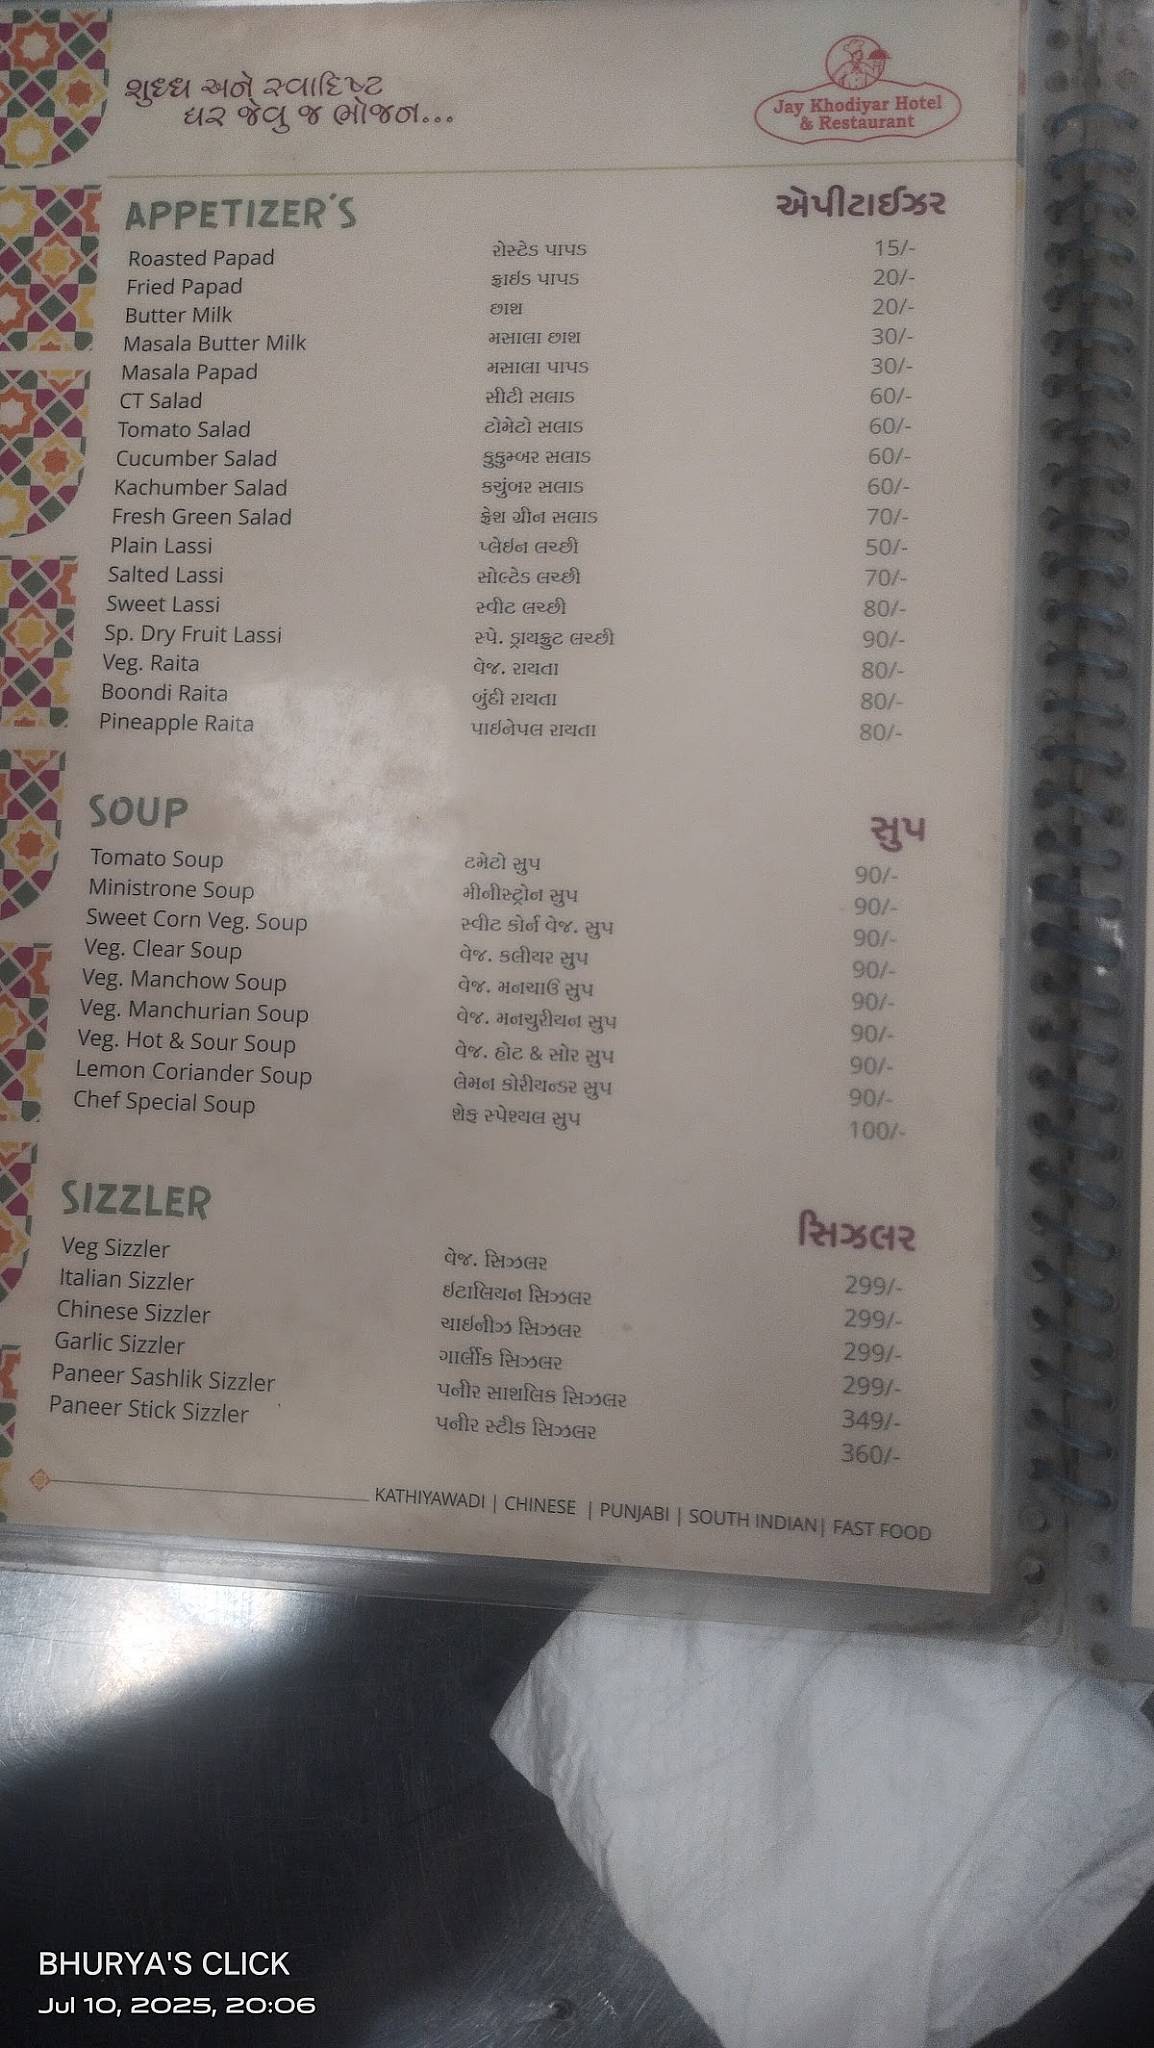 શુધ્ધ અને સ્વાદિષ્ટ
ઘર જેવુ જ ભોજન...
Jay Khodiyar Hotel
& Restaurant
APPETIZER'S એપીટાઈઝર
Roasted Papad રોસ્ટેડ પાપડ 15/-
Fried Papad ફ્રાઈડ પાપડ 20/-
Butter Milk છાશ 20/-
Masala Butter Milk મસાલા છાશ 30/-
Masala Papad મસાલા પાપડ 30/-
CT Salad સીટી સલાડ 60/-
Tomato Salad ટોમેટો સલાડ 60/-
Cucumber Salad કુકુમ્બર સલાડ 60/-
Kachumber Salad કચુંબર સલાડ 60/-
Fresh Green Salad ફ્રેશ ગ્રીન સલાડ 70/-
Plain Lassi પ્લેઈન લચ્છી 50/-
Salted Lassi સોલ્ટેડ લચ્છી 70/-
Sweet Lassi સ્વીટ લચ્છી 80/-
Sp. Dry Fruit Lassi સ્પે. ડ્રાયફ્રુટ લચ્છી 90/-
Veg. Raita વેજ. રાયતા 80/-
Boondi Raita બુંદી રાયતા 80/-
Pineapple Raita પાઈનેપલ રાયતા 80/-
SOUP સુપ
Tomato Soup ટમેટો સુપ 90/-
Ministrone Soup મીનીસ્ટ્રોન સુપ 90/-
Sweet Corn Veg. Soup સ્વીટ કોર્ન વેજ. સુપ 90/-
Veg. Clear Soup વેજ. કલીયર સુપ 90/-
Veg. Manchow Soup વેજ. મનચાઉ સુપ 90/-
Veg. Manchurian Soup વેજ. મનચુરીયન સુપ 90/-
Veg. Hot & Sour Soup વેજ. હોટ & સોર સુપ 90/-
Lemon Coriander Soup લેમન કોરીયન્ડર સુપ 90/-
Chef Special Soup શેફ સ્પેશ્યલ સુપ 100/-
SIZZLER સિઝલર
Veg Sizzler વેજ. સિઝલર 299/-
Italian Sizzler ઈટાલિયન સિઝલર 299/-
Chinese Sizzler ચાઈનીઝ સિઝલર 299/-
Garlic Sizzler ગાર્લીક સિઝલર 299/-
Paneer Sashlik Sizzler પનીર સાશલિક સિઝલર 349/-
Paneer Stick Sizzler પનીર સ્ટીક સિઝલર 360/-
KATHIYAWADI | CHINESE | PUNJABI | SOUTH INDIAN| FAST FOOD
BHURYA'S CLICK
Jul 10, 2025, 20:06